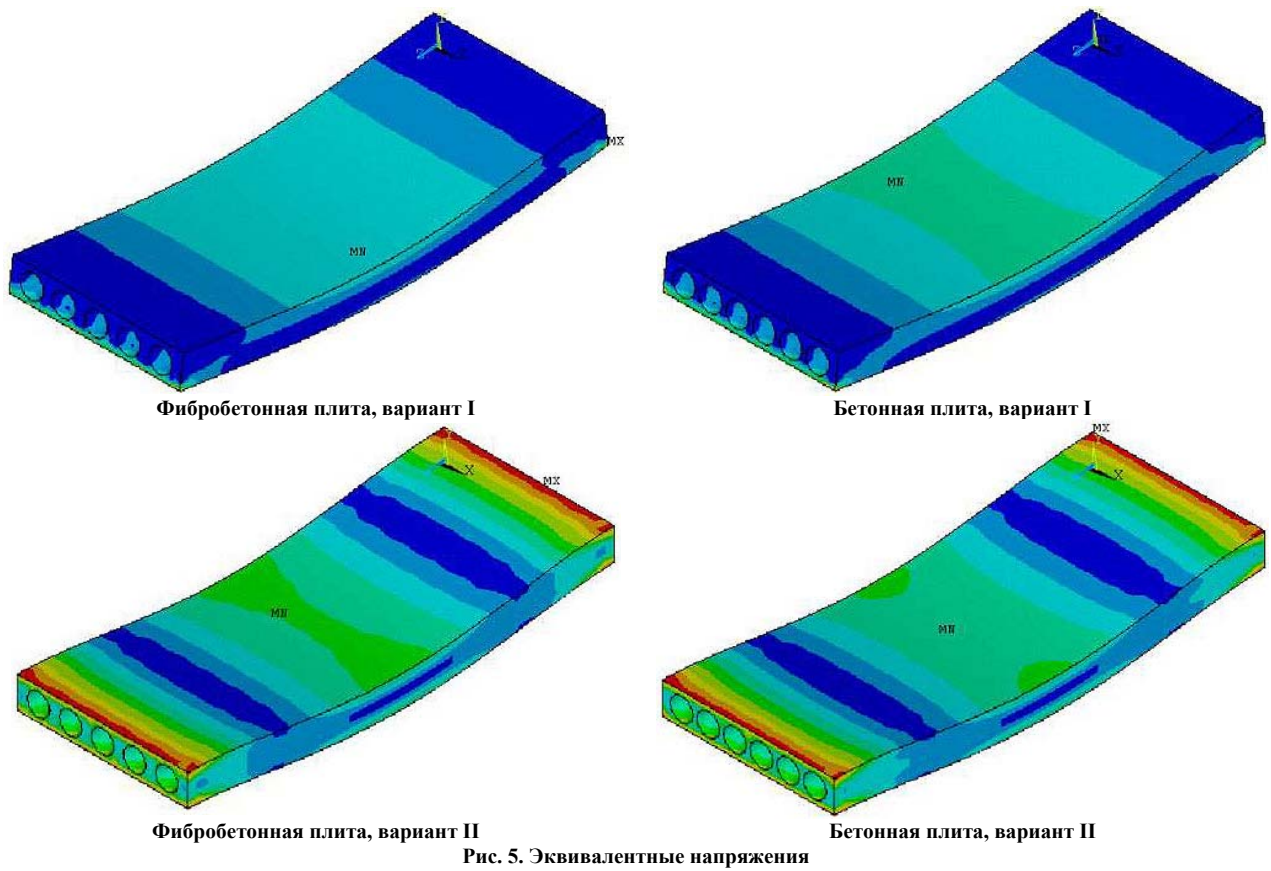 MX
MN
MN
Фибробетонная плита, вариант I
Бетонная плита, вариант I
MX
X
MX
X
MN
MN
Фибробетонная плита, вариант II
Бетонная плита, вариант II
Рис. 5. Эквивалентные напряжения